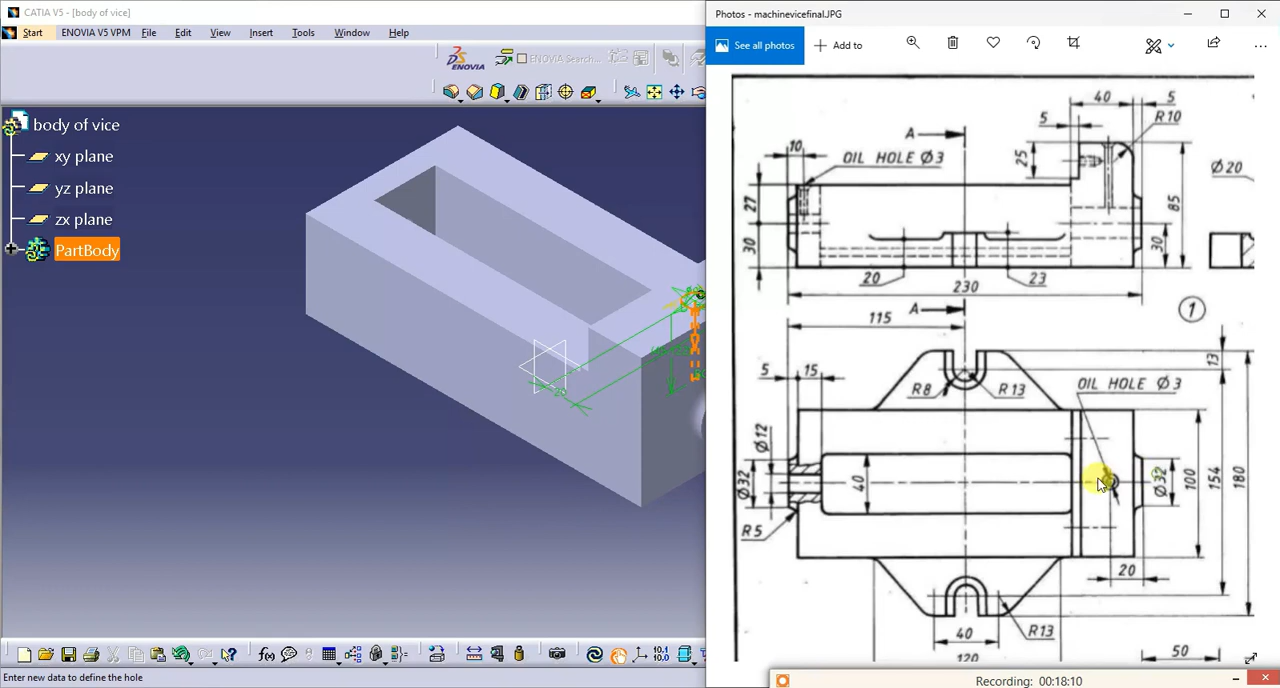 CATIA V5 - [body of vice]
Start ENOVIA V5 VPM File Edit View Insert Tools Window Help
ENOVIA ENOVIA Search...
body of vice
xy plane
yz plane
zx plane
PartBody
Enter new data to define the hole
Photos - machinevicefinal.JPG
See all photos Add to
40 5
A 5 R10
10 OIL HOLE Ø3 25 Ø20
27 85
30 30
20 23
230
A 1
115
13
5 15 OIL HOLE Ø3
R8 R13
Ø12
Ø32 40 Ø32 100 154 180
R5
20
R13
40
120 50
f(x) 10.0
Recording: 00:18:10